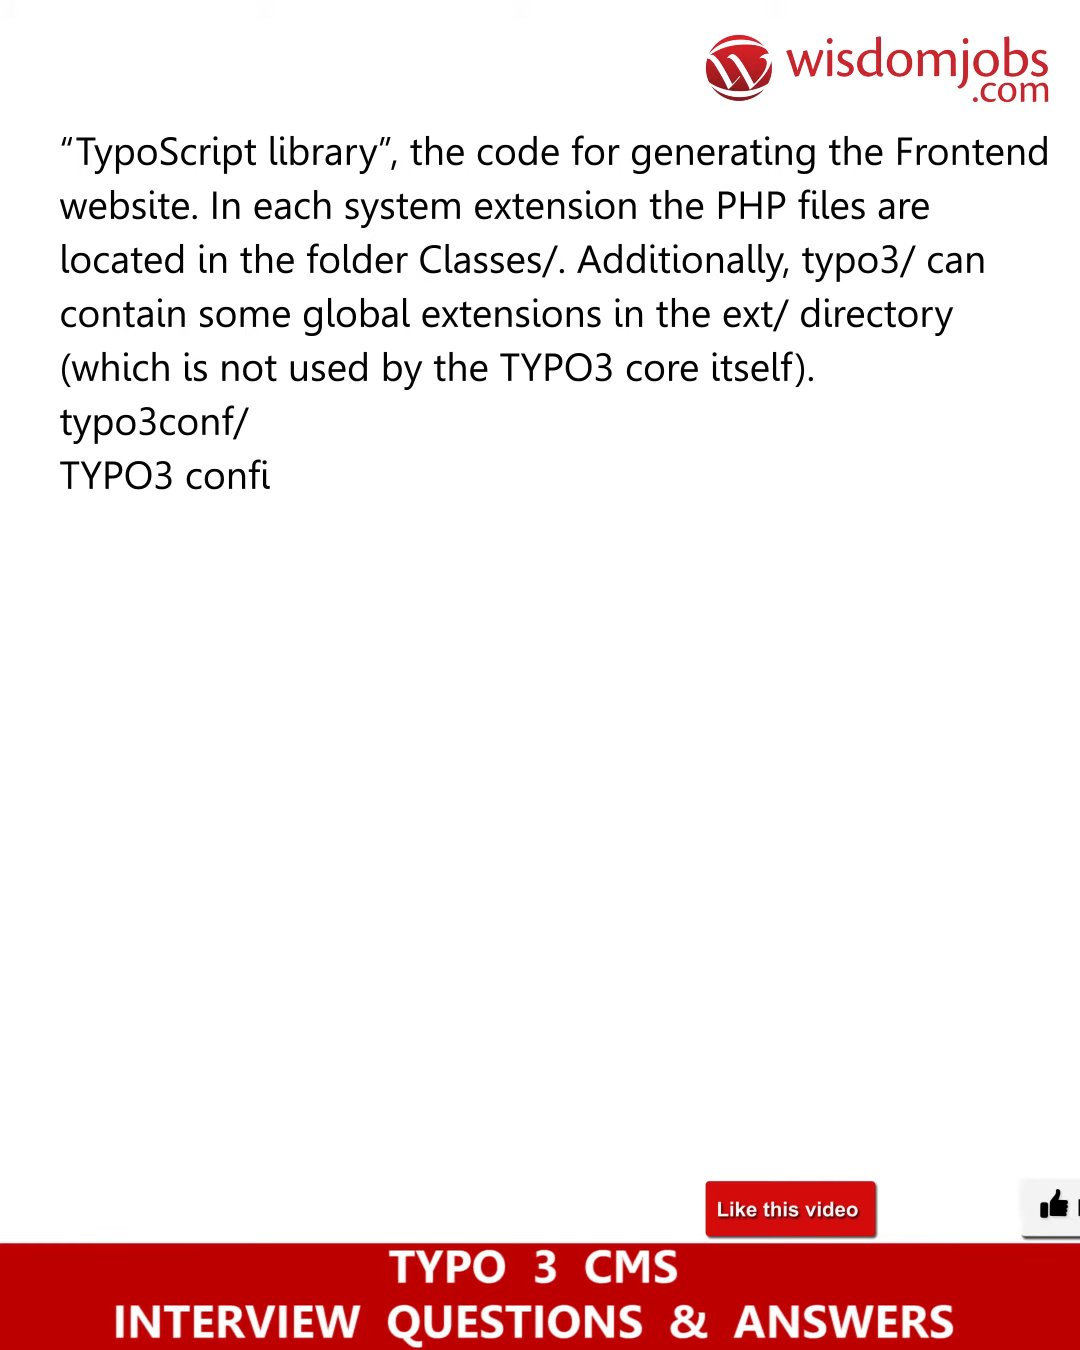 wisdomjobs
.com
“TypoScript library”, the code for generating the Frontend
website. In each system extension the PHP files are
located in the folder Classes/. Additionally, typo3/ can
contain some global extensions in the ext/ directory
(which is not used by the TYPO3 core itself).
typo3conf/
TYPO3 confi
Like this video
TYPO 3 CMS
INTERVIEW QUESTIONS & ANSWERS